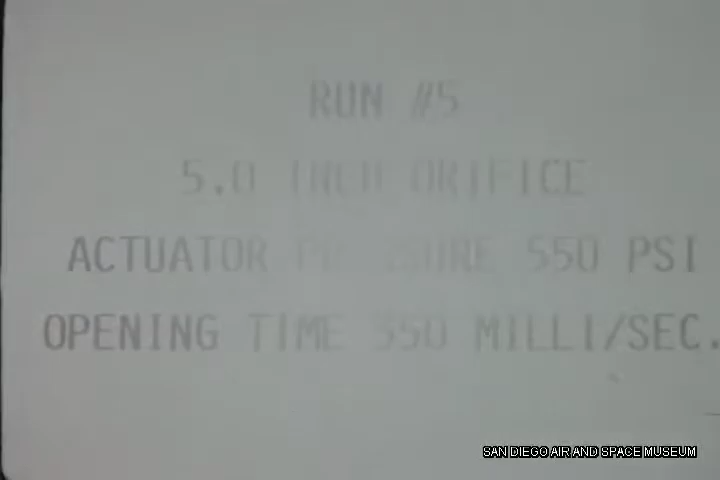 RUN #5
5.0 INCH ORIFICE
ACTUATOR PRESSURE 550 PSI
OPENING TIME 550 MILLI/SEC.
SAN DIEGO AIR AND SPACE MUSEUM